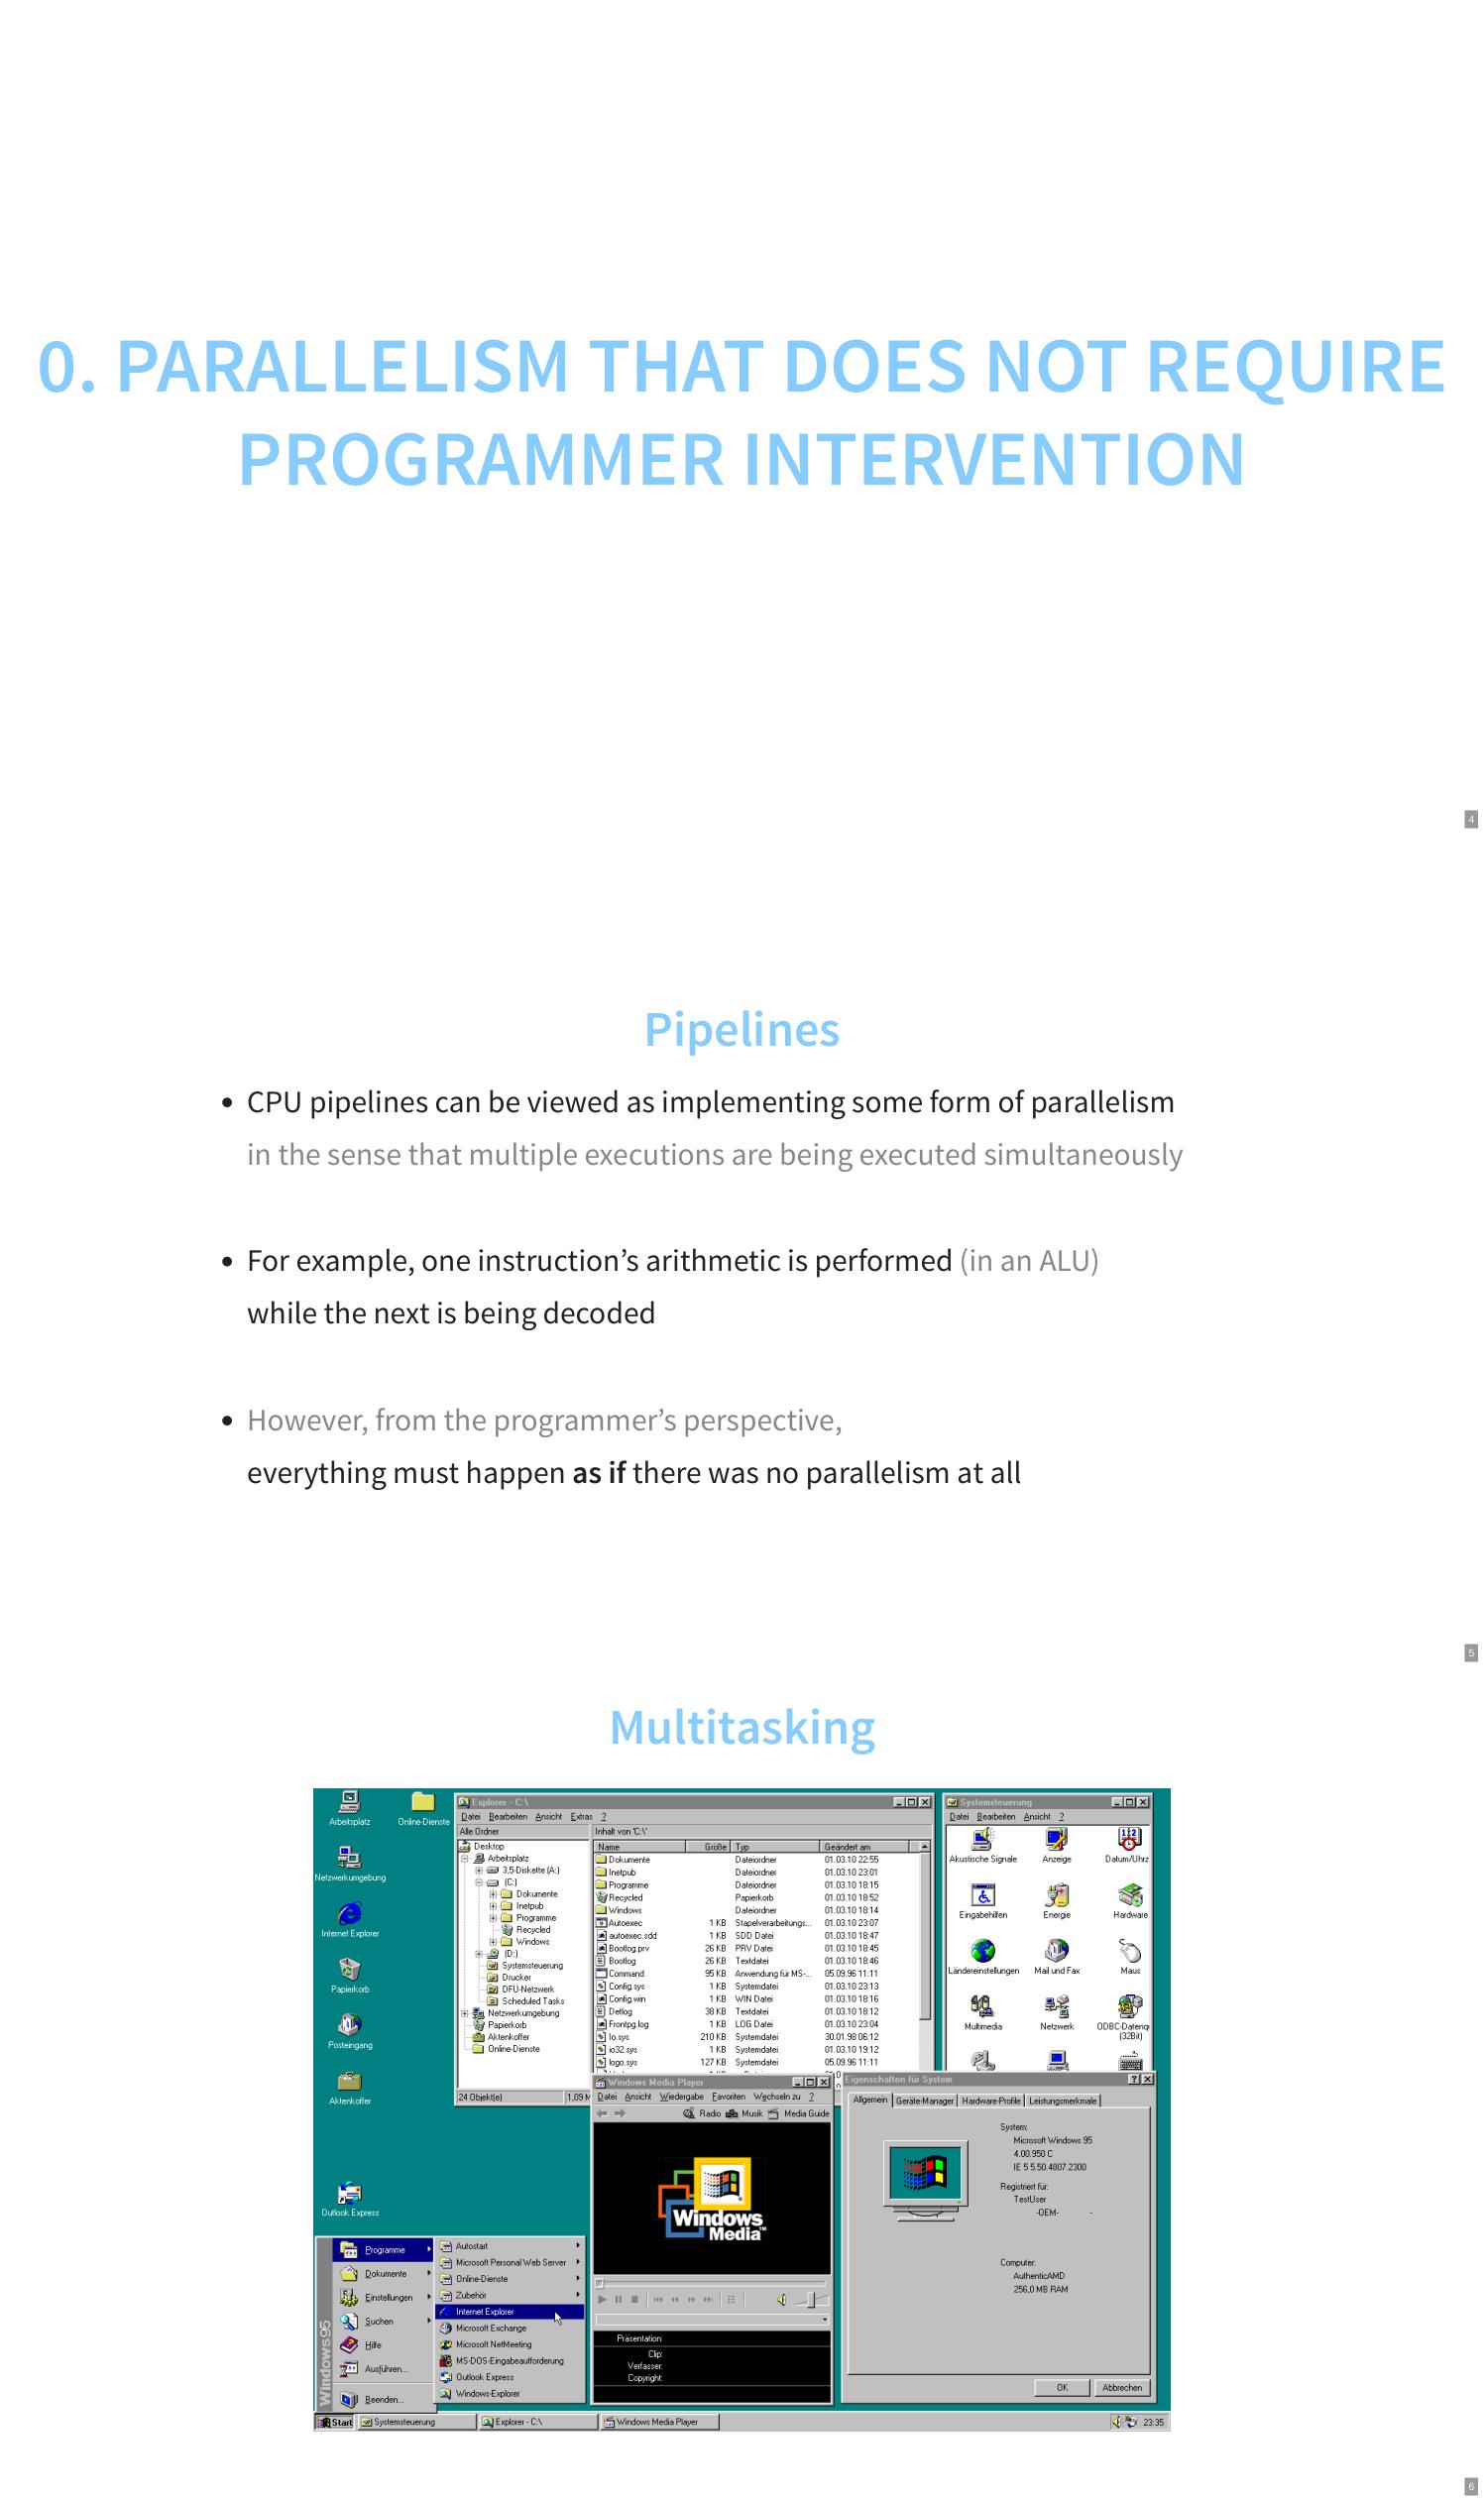 0. PARALLELISM THAT DOES NOT REQUIRE
PROGRAMMER INTERVENTION
4
Pipelines
• CPU pipelines can be viewed as implementing some form of parallelism
in the sense that multiple executions are being executed simultaneously
• For example, one instruction’s arithmetic is performed (in an ALU)
while the next is being decoded
• However, from the programmer’s perspective,
everything must happen as if there was no parallelism at all
5
Multitasking
Arbeitsplatz
Online-Dienste
Netzwerkumgebung
Internet Explorer
Papierkorb
Posteingang
Aktenkoffer
Outlook Express
Explorer - C:\
Datei Bearbeiten Ansicht Extras ?
Alle Ordner
Desktop
Arbeitsplatz
3,5-Diskette (A:)
(C:)
Dokumente
Inetpub
Programme
Recycled
Windows
(D:)
Systemsteuerung
Drucker
DFÜ-Netzwerk
Scheduled Tasks
Netzwerkumgebung
Papierkorb
Aktenkoffer
Online-Dienste
24 Objekt(e)
1,09 M
Inhalt von 'C:\'
Name Größe Typ Geändert am
Dokumente Dateiordner 01.03.10 22:55
Inetpub Dateiordner 01.03.10 23:01
Programme Dateiordner 01.03.10 18:15
Recycled Papierkorb 01.03.10 18:52
Windows Dateiordner 01.03.10 18:14
Autoexec 1 KB Stapelverarbeitungs... 01.03.10 23:07
autoexec.sdd 1 KB SDD Datei 01.03.10 18:47
Bootlog.prv 26 KB PRV Datei 01.03.10 18:45
Bootlog 26 KB Textdatei 01.03.10 18:46
Command 95 KB Anwendung für MS-... 05.09.96 11:11
Config.sys 1 KB Systemdatei 01.03.10 23:13
Config.win 1 KB WIN Datei 01.03.10 18:16
Detlog 38 KB Textdatei 01.03.10 18:12
Frontpg.log 1 KB LOG Datei 01.03.10 23:04
Io.sys 210 KB Systemdatei 30.01.98 06:12
io32.sys 1 KB Systemdatei 01.03.10 19:12
logo.sys 127 KB Systemdatei 05.09.96 11:11
Systemsteuerung
Datei Bearbeiten Ansicht ?
Akustische Signale Anzeige Datum/Uhrz
Eingabehilfen Energie Hardware
Ländereinstellungen Mail und Fax Maus
Multimedia Netzwerk ODBC-Datenq
(32Bit)
Windows Media Player
Datei Ansicht Wiedergabe Favoriten Wechseln zu ?
Radio Musik Media Guide
Windows
Media™
Präsentation:
Clip:
Verfasser:
Copyright:
Eigenschaften für System
Allgemein Geräte-Manager Hardware-Profile Leistungsmerkmale
System:
Microsoft Windows 95
4.00.950 C
IE 5 5.50.4807.2300
Registriert für:
TestUser
-OEM- -
Computer:
AuthenticAMD
256,0 MB RAM
OK Abbrechen
Windows95
Programme
Dokumente
Einstellungen
Suchen
Hilfe
Ausführen...
Beenden...
Autostart
Microsoft Personal Web Server
Online-Dienste
Zubehör
Internet Explorer
Microsoft Exchange
Microsoft NetMeeting
MS-DOS-Eingabeaufforderung
Outlook Express
Windows-Explorer
Start Systemsteuerung Explorer - C:\ Windows Media Player 23:35
6